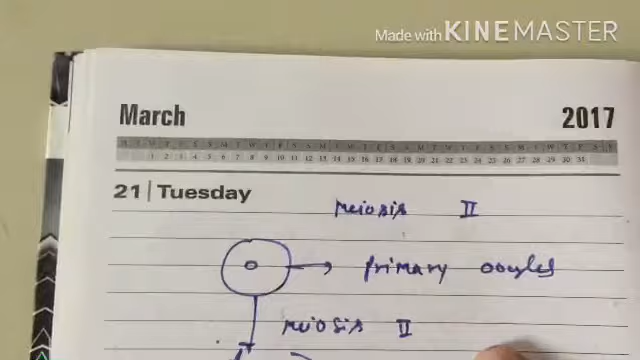 Made with KINEMASTER
March 2017
21 Tuesday
meiosis II
primary oocytes
meiosis II